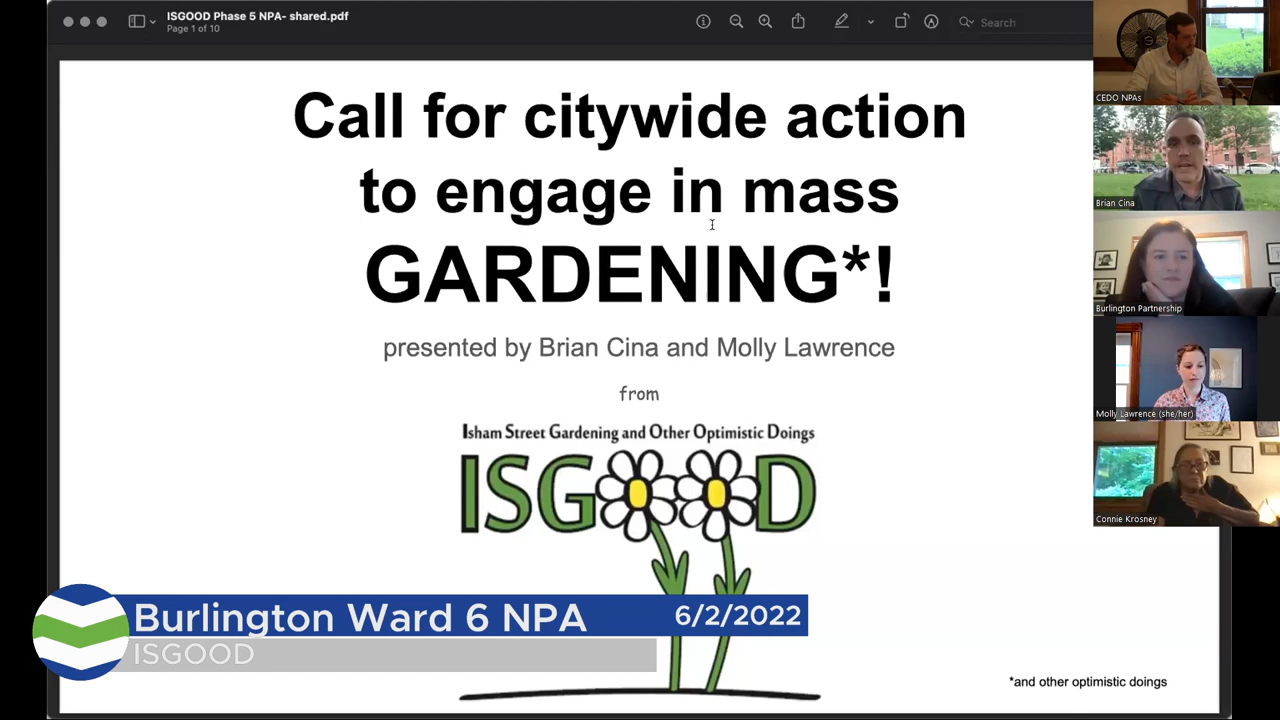 ISGOOD Phase 5 NPA- shared.pdf
Page 1 of 10
Search
Call for citywide action
to engage in mass
GARDENING*!
presented by Brian Cina and Molly Lawrence
from
Isham Street Gardening and Other Optimistic Doings
ISGOOD
Burlington Ward 6 NPA 6/2/2022
ISGOOD
*and other optimistic doings
CEDO NPAs
Brian Cina
Burlington Partnership
Molly Lawrence (she/her)
Connie Krosney